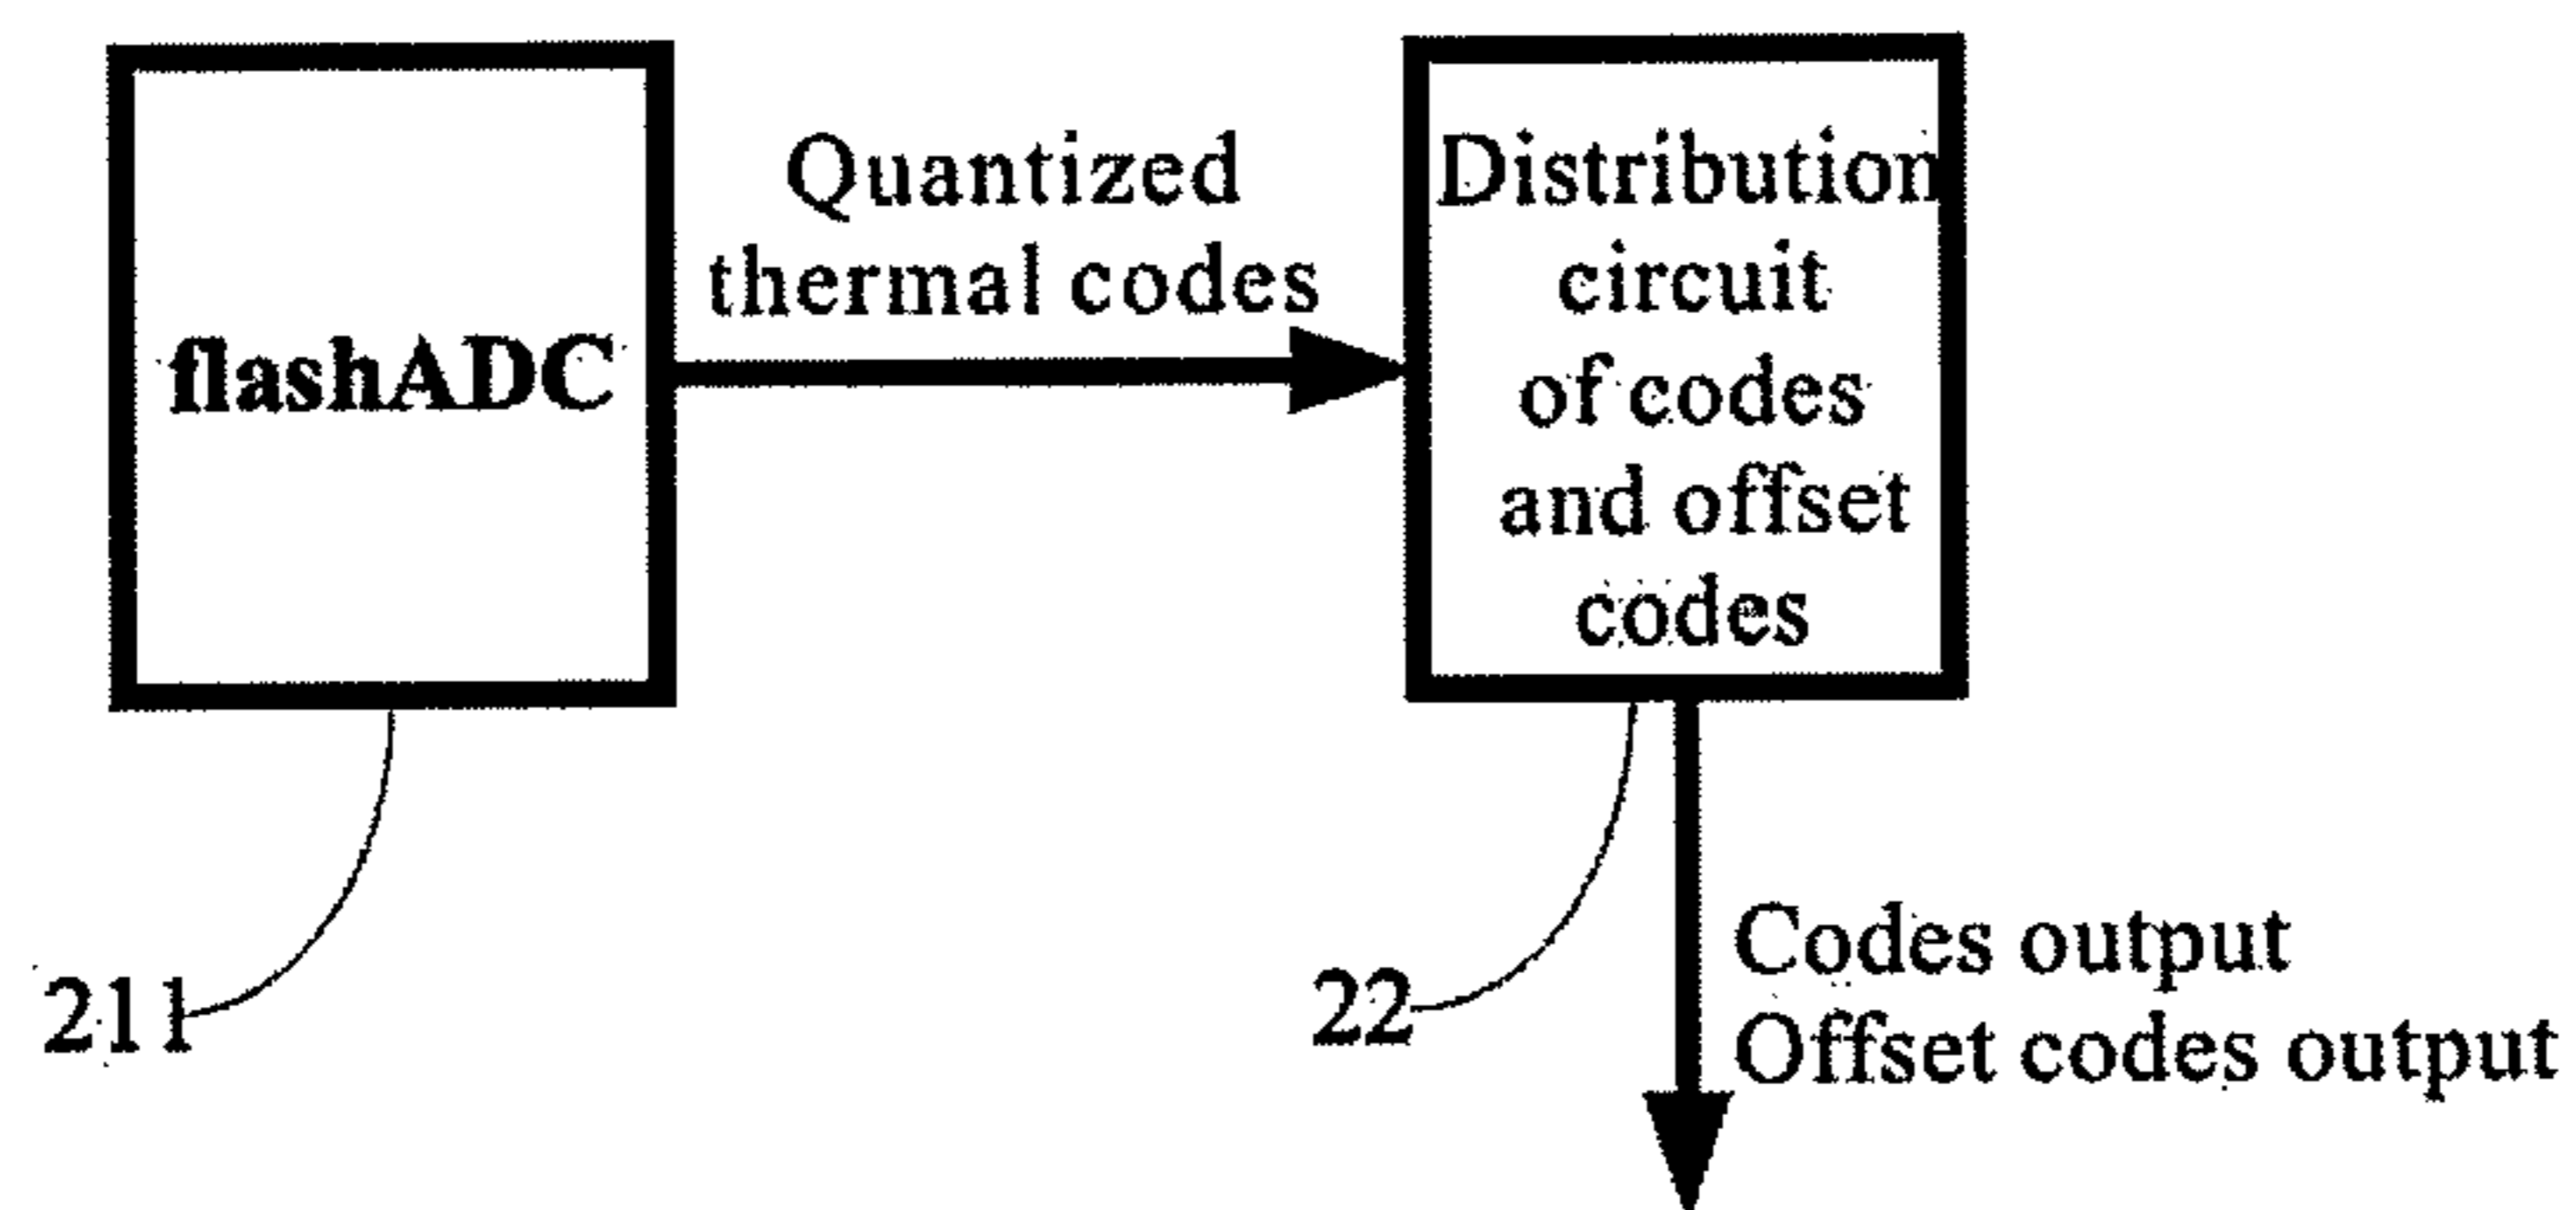 flashADC
Quantized
thermal codes
Distribution
circuit
of codes
and offset
codes
211
22
Codes output
Offset codes output